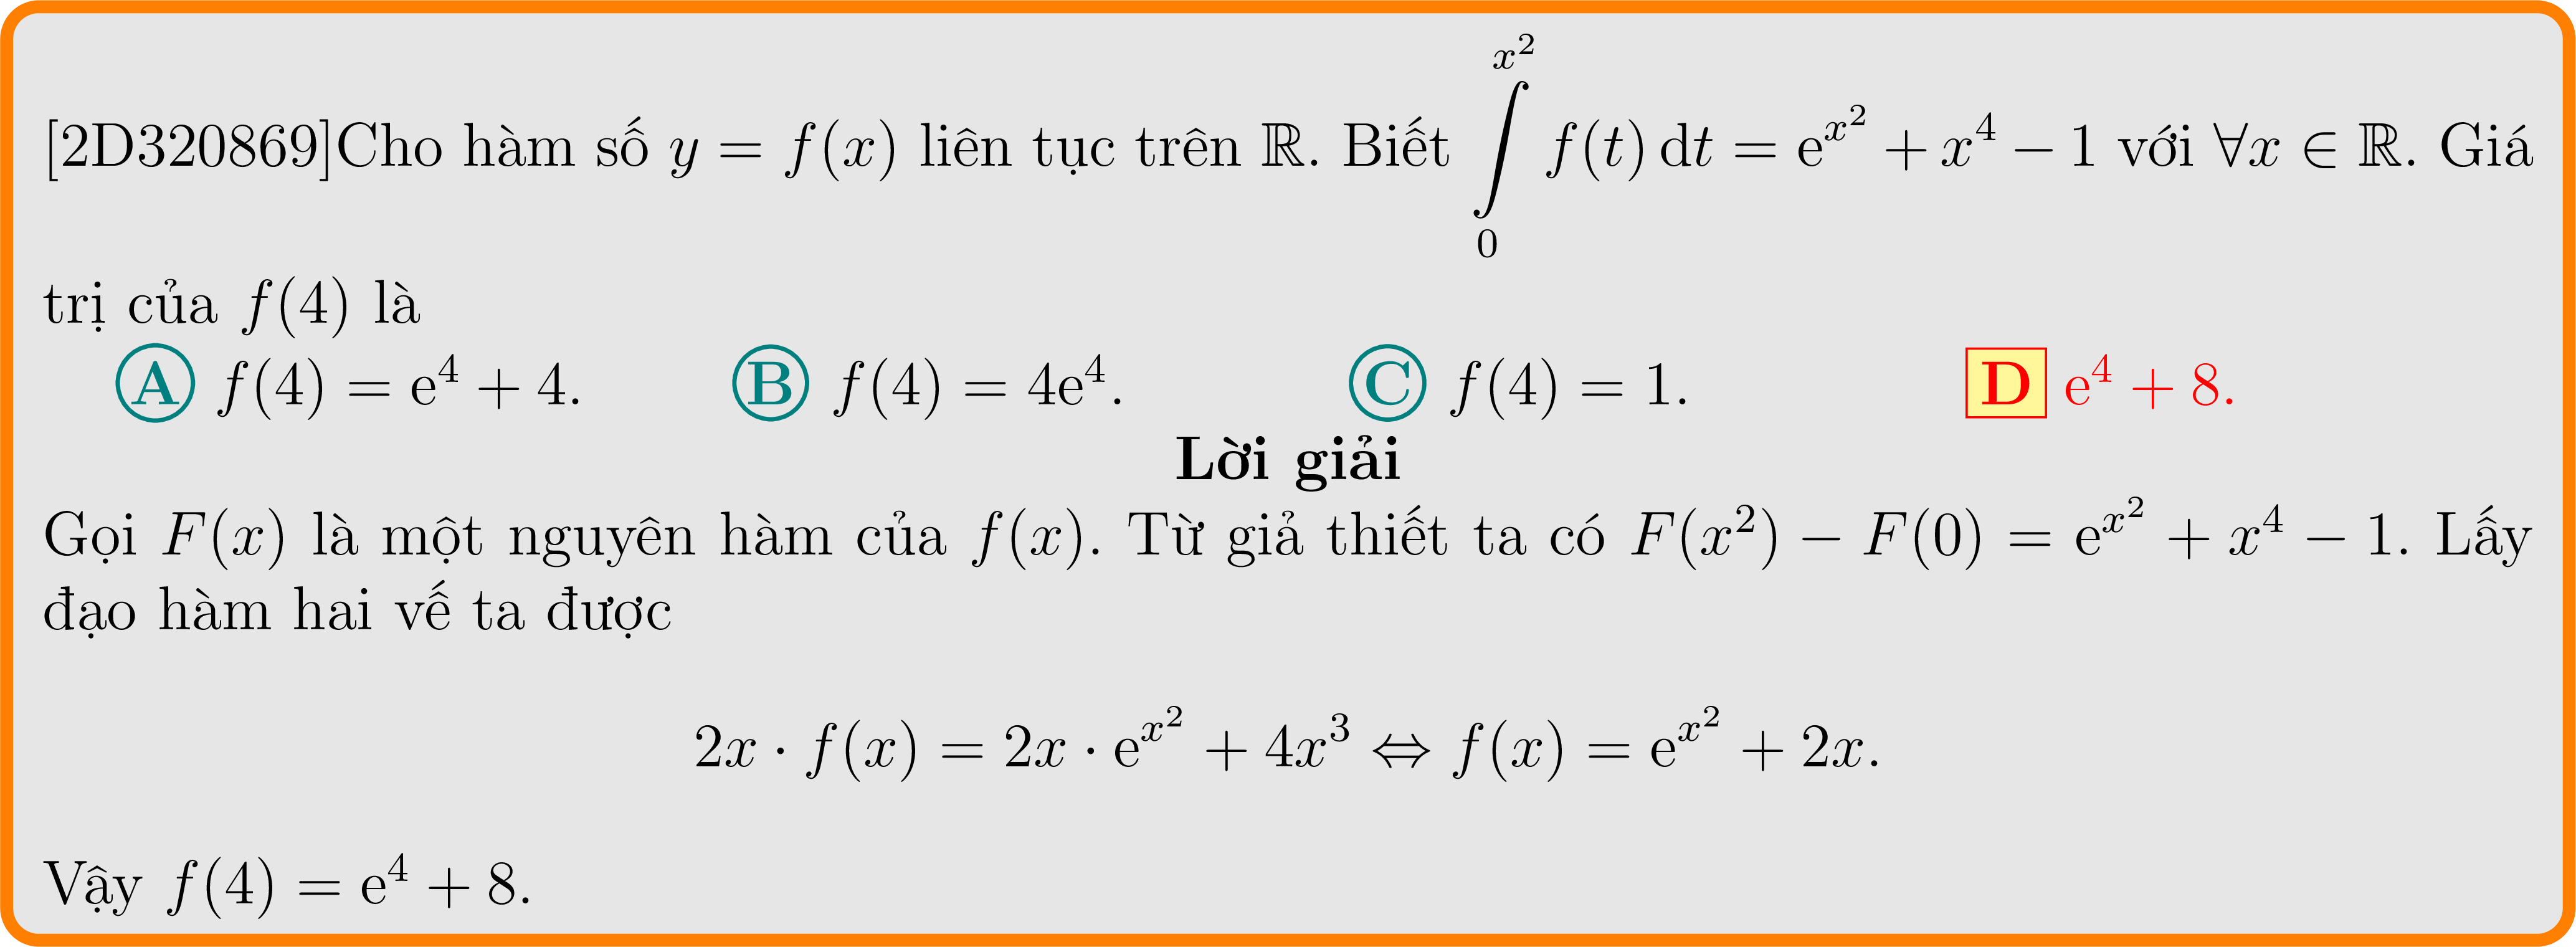 [2D320869]Cho hàm số $y = f(x)$ liên tục trên $\mathbb{R}$. Biết $\int\limits_{0}^{x^2} f(t)\,\mathrm{d}t = \mathrm{e}^{x^2} + x^4 - 1$ với $\forall x \in \mathbb{R}$. Giá
trị của $f(4)$ là
A $f(4) = \mathrm{e}^4 + 4$. B $f(4) = 4\mathrm{e}^4$. C $f(4) = 1$. D $\mathrm{e}^4 + 8$.
Lời giải
Gọi $F(x)$ là một nguyên hàm của $f(x)$. Từ giả thiết ta có $F(x^2) - F(0) = \mathrm{e}^{x^2} + x^4 - 1$. Lấy
đạo hàm hai vế ta được
$2x \cdot f(x) = 2x \cdot \mathrm{e}^{x^2} + 4x^3 \Leftrightarrow f(x) = \mathrm{e}^{x^2} + 2x.$
Vậy $f(4) = \mathrm{e}^4 + 8$.